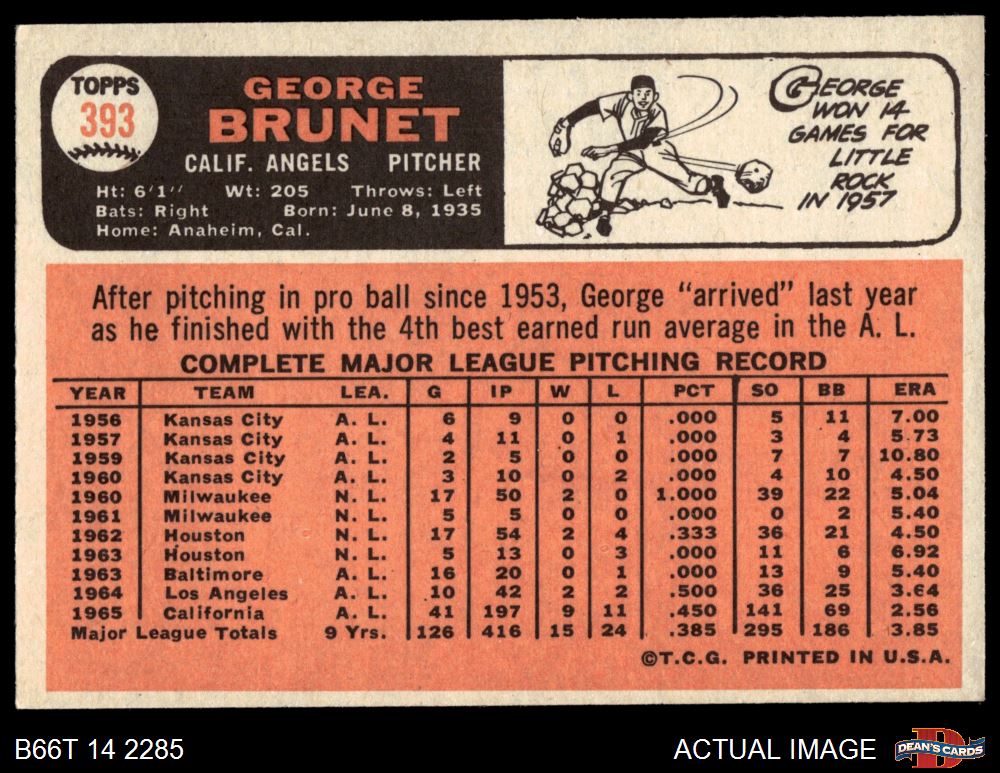 TOPPS
393
GEORGE
BRUNET
CALIF. ANGELS PITCHER
Ht: 6'1" Wt: 205 Throws: Left
Bats: Right Born: June 8, 1935
Home: Anaheim, Cal.
GEORGE
WON 14
GAMES FOR
LITTLE
ROCK
IN 1957
After pitching in pro ball since 1953, George "arrived" last year
as he finished with the 4th best earned run average in the A. L.
COMPLETE MAJOR LEAGUE PITCHING RECORD
YEAR TEAM LEA. G IP W L PCT SO BB ERA
1956 Kansas City A. L. 6 9 0 0 .000 5 11 7.00
1957 Kansas City A. L. 4 11 0 1 .000 3 4 5.73
1959 Kansas City A. L. 2 5 0 0 .000 7 7 10.80
1960 Kansas City A. L. 3 10 0 2 .000 4 10 4.50
1960 Milwaukee N. L. 17 50 2 0 1.000 39 22 5.04
1961 Milwaukee N. L. 5 5 0 0 .000 0 2 5.40
1962 Houston N. L. 17 54 2 4 .333 36 21 4.50
1963 Houston N. L. 5 13 0 3 .000 11 6 6.92
1963 Baltimore A. L. 16 20 0 1 .000 13 9 5.40
1964 Los Angeles A. L. 10 42 2 2 .500 36 25 3.64
1965 California A. L. 41 197 9 11 .450 141 69 2.56
Major League Totals 9 Yrs. 126 416 15 24 .385 295 186 3.85
©T.C.G. PRINTED IN U.S.A.
B66T 14 2285
ACTUAL IMAGE
DEAN'S CARDS